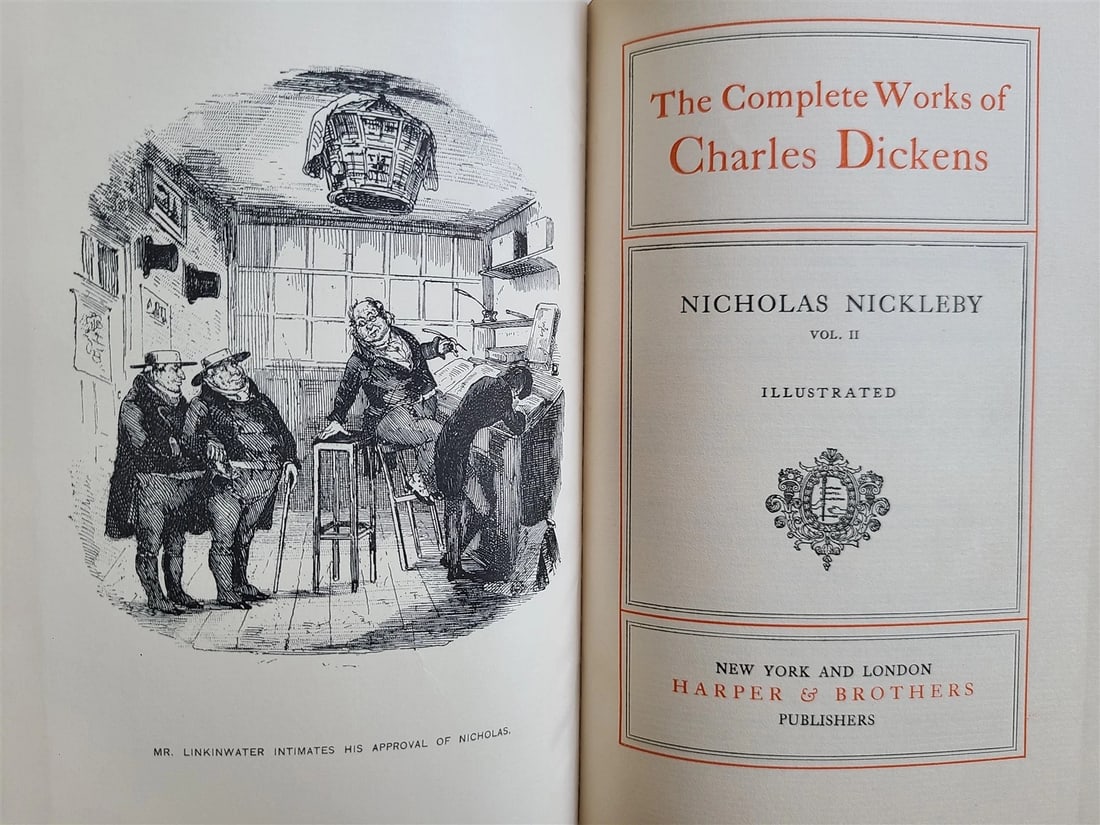 MR. LINKINWATER INTIMATES HIS APPROVAL OF NICHOLAS.
The Complete Works of
Charles Dickens
NICHOLAS NICKLEBY
VOL. II
ILLUSTRATED
NEW YORK AND LONDON
HARPER & BROTHERS
PUBLISHERS